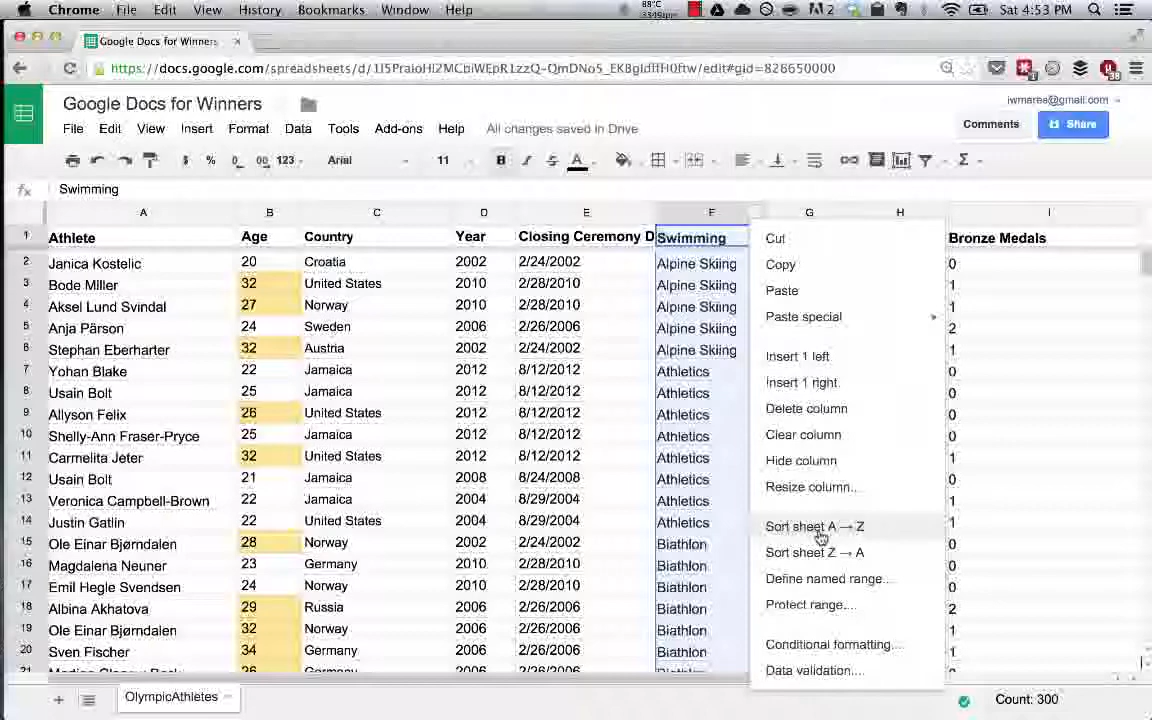 Chrome File Edit View History Bookmarks Window Help 88°C Sat 4:53 PM
Google Docs for Winners
Google Docs for Winners
iwmarea@gmail.com
File Edit View Insert Format Data Tools Add-ons Help All changes saved in Drive Comments Share
$ % .0 .00 123 Arial 11 B I S A Σ
fx Swimming
A B C D E F G H I
1 Athlete Age Country Year Closing Ceremony D Swimming Bronze Medals
2 Janica Kostelic 20 Croatia 2002 2/24/2002 Alpine Skiing 0
3 Bode Miller 32 United States 2010 2/28/2010 Alpine Skiing 1
4 Aksel Lund Svindal 27 Norway 2010 2/28/2010 Alpine Skiing 1
5 Anja Pärson 24 Sweden 2006 2/26/2006 Alpine Skiing 2
6 Stephan Eberharter 32 Austria 2002 2/24/2002 Alpine Skiing 1
7 Yohan Blake 22 Jamaica 2012 8/12/2012 Athletics 0
8 Usain Bolt 25 Jamaica 2012 8/12/2012 Athletics 0
9 Allyson Felix 26 United States 2012 8/12/2012 Athletics 0
10 Shelly-Ann Fraser-Pryce 25 Jamaica 2012 8/12/2012 Athletics 0
11 Carmelita Jeter 32 United States 2012 8/12/2012 Athletics 1
12 Usain Bolt 21 Jamaica 2008 8/24/2008 Athletics 0
13 Veronica Campbell-Brown 22 Jamaica 2004 8/29/2004 Athletics 1
14 Justin Gatlin 22 United States 2004 8/29/2004 Athletics 1
15 Ole Einar Bjørndalen 28 Norway 2002 2/24/2002 Biathlon 0
16 Magdalena Neuner 23 Germany 2010 2/28/2010 Biathlon 0
17 Emil Hegle Svendsen 24 Norway 2010 2/28/2010 Biathlon 0
18 Albina Akhatova 29 Russia 2006 2/26/2006 Biathlon 2
19 Ole Einar Bjørndalen 32 Norway 2006 2/26/2006 Biathlon 1
20 Sven Fischer 34 Germany 2006 2/26/2006 Biathlon 1
Cut
Copy
Paste
Paste special
Insert 1 left
Insert 1 right
Delete column
Clear column
Hide column
Resize column...
Sort sheet A → Z
Sort sheet Z → A
Define named range...
Protect range...
Conditional formatting...
Data validation...
OlympicAthletes Count: 300